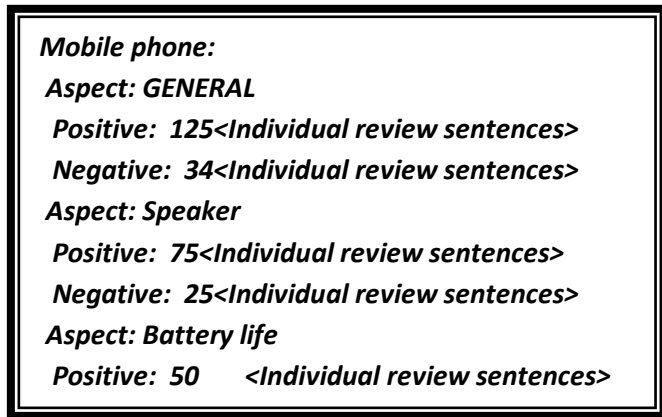 Mobile phone:
Aspect: GENERAL
Positive: 125<Individual review sentences>
Negative: 34<Individual review sentences>
Aspect: Speaker
Positive: 75<Individual review sentences>
Negative: 25<Individual review sentences>
Aspect: Battery life
Positive: 50 <Individual review sentences>